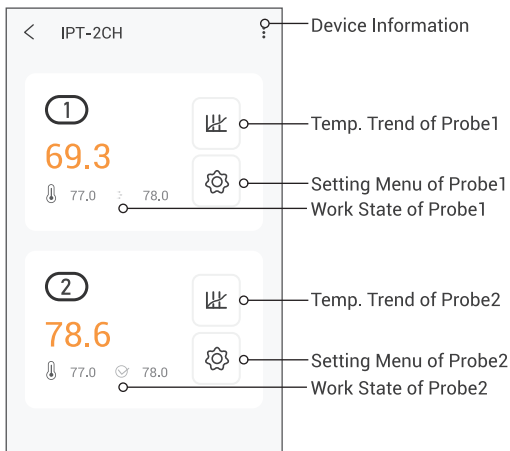 IPT-2CH
Device Information
1
69.3
77.0 78.0
Temp. Trend of Probe1
Setting Menu of Probe1
Work State of Probe1
2
78.6
77.0 78.0
Temp. Trend of Probe2
Setting Menu of Probe2
Work State of Probe2